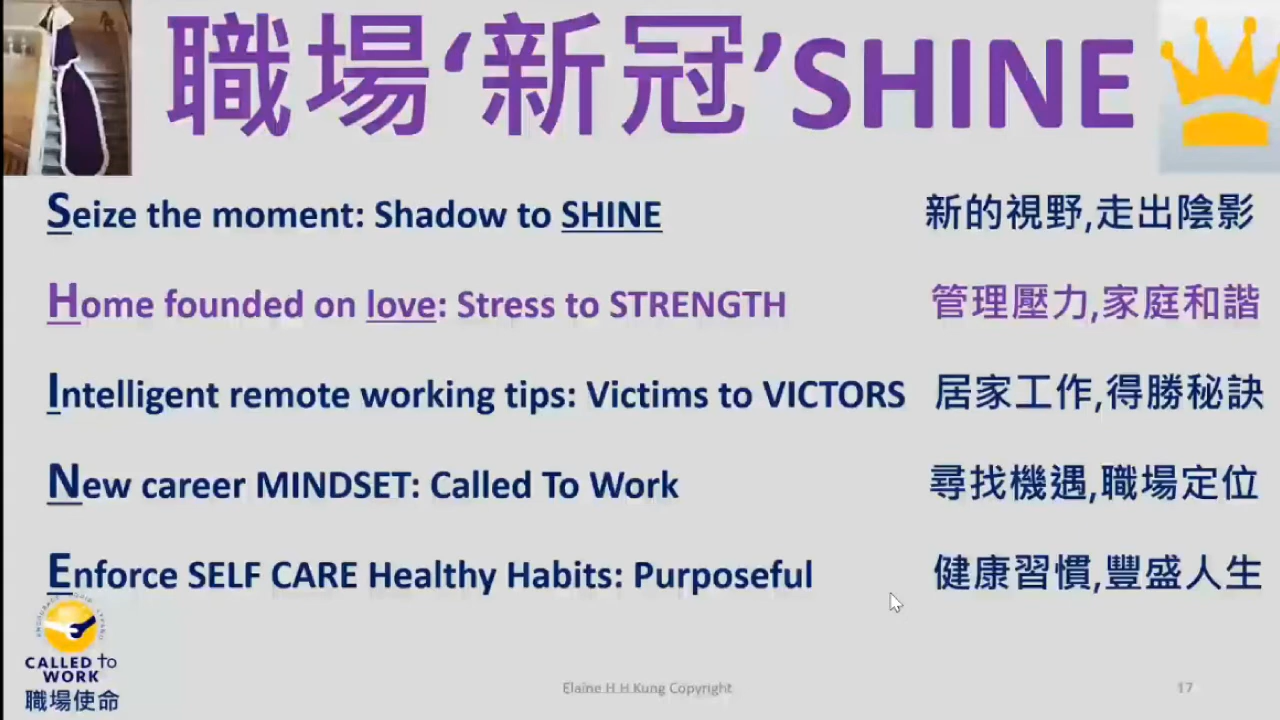 職場‘新冠’SHINE
Seize the moment: Shadow to SHINE 新的視野,走出陰影
Home founded on love: Stress to STRENGTH 管理壓力,家庭和諧
Intelligent remote working tips: Victims to VICTORS 居家工作,得勝秘訣
New career MINDSET: Called To Work 尋找機遇,職場定位
Enforce SELF CARE Healthy Habits: Purposeful 健康習慣,豐盛人生
CALLED to
WORK
職場使命
Elaine H H Kung Copyright
17